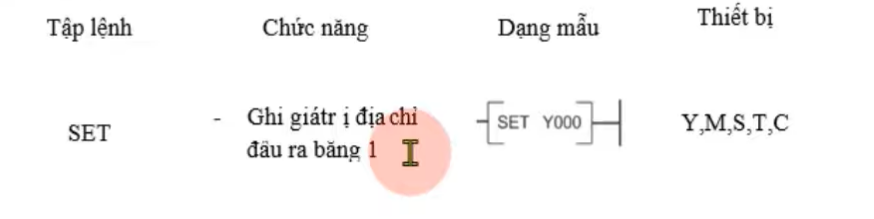 Tập lệnh Chức năng Dạng mẫu Thiết bị
SET - Ghi giátr ị địa chỉ SET Y000 Y,M,S,T,C
đầu ra bằng 1